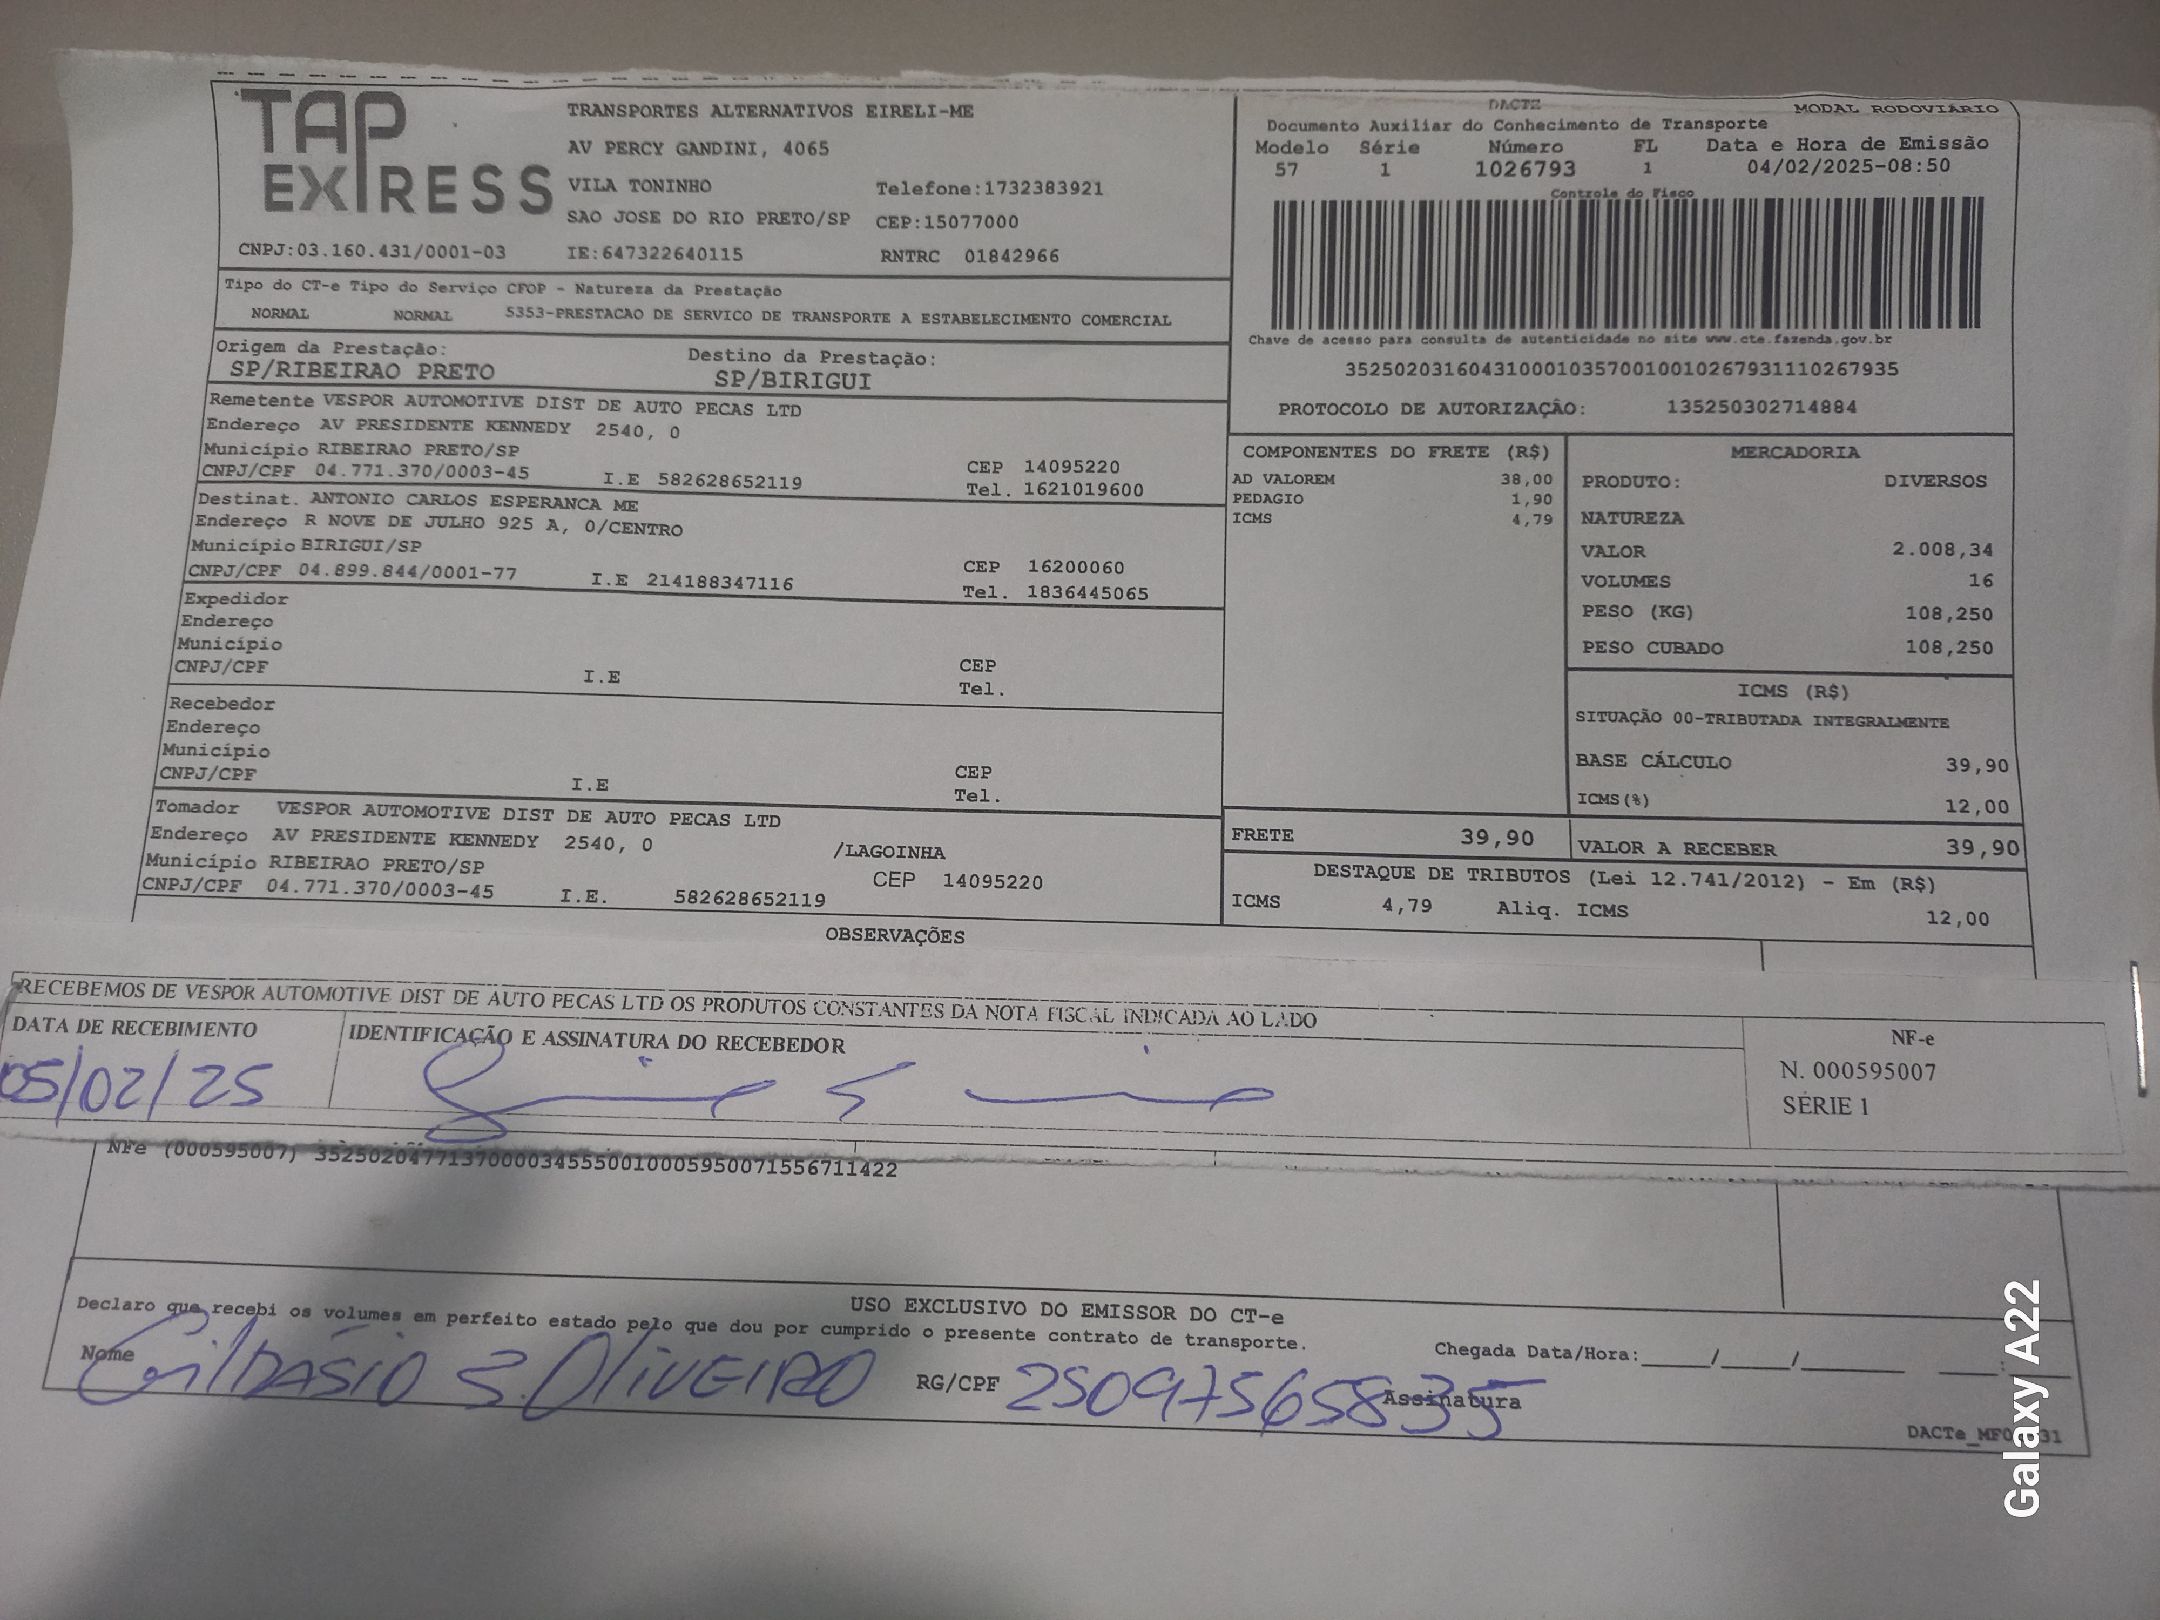 TAP EXPRESS
TRANSPORTES ALTERNATIVOS EIRELI-ME
AV PERCY GANDINI, 4065
VILA TONINHO Telefone:1732383921
SAO JOSE DO RIO PRETO/SP CEP:15077000
CNPJ:03.160.431/0001-03 IE:647322640115 RNTRC 01842966
DACTE MODAL RODOVIÁRIO
Documento Auxiliar do Conhecimento de Transporte
Modelo Série Número FL Data e Hora de Emissão
57 1 1026793 1 04/02/2025-08:50
Controle do Fisco
Chave de acesso para consulta de autenticidade no site www.cte.fazenda.gov.br
35250203160431000103570010010267931110267935
PROTOCOLO DE AUTORIZAÇÃO: 135250302714884
Tipo do CT-e Tipo do Serviço CFOP - Natureza da Prestação
NORMAL NORMAL 5353-PRESTACAO DE SERVICO DE TRANSPORTE A ESTABELECIMENTO COMERCIAL
Origem da Prestação: Destino da Prestação:
SP/RIBEIRAO PRETO SP/BIRIGUI
Remetente VESPOR AUTOMOTIVE DIST DE AUTO PECAS LTD
Endereço AV PRESIDENTE KENNEDY 2540, 0
Município RIBEIRAO PRETO/SP CEP 14095220
CNPJ/CPF 04.771.370/0003-45 I.E 582628652119 Tel. 1621019600
Destinat. ANTONIO CARLOS ESPERANCA ME
Endereço R NOVE DE JULHO 925 A, 0/CENTRO
Município BIRIGUI/SP CEP 16200060
CNPJ/CPF 04.899.844/0001-77 I.E 214188347116 Tel. 1836445065
Expedidor
Endereço
Município CEP
CNPJ/CPF I.E Tel.
Recebedor
Endereço
Município CEP
CNPJ/CPF I.E Tel.
Tomador VESPOR AUTOMOTIVE DIST DE AUTO PECAS LTD
Endereço AV PRESIDENTE KENNEDY 2540, 0 /LAGOINHA
Município RIBEIRAO PRETO/SP CEP 14095220
CNPJ/CPF 04.771.370/0003-45 I.E. 582628652119
COMPONENTES DO FRETE (R$)
AD VALOREM 38,00
PEDAGIO 1,90
ICMS 4,79
MERCADORIA
PRODUTO: DIVERSOS
NATUREZA
VALOR 2.008,34
VOLUMES 16
PESO (KG) 108,250
PESO CUBADO 108,250
ICMS (R$)
SITUAÇÃO 00-TRIBUTADA INTEGRALMENTE
BASE CÁLCULO 39,90
ICMS(%) 12,00
FRETE 39,90 VALOR A RECEBER 39,90
DESTAQUE DE TRIBUTOS (Lei 12.741/2012) - Em (R$)
ICMS 4,79 Aliq. ICMS 12,00
OBSERVAÇÕES
RECEBEMOS DE VESPOR AUTOMOTIVE DIST DE AUTO PECAS LTD OS PRODUTOS CONSTANTES DA NOTA FISCAL INDICADA AO LADO
DATA DE RECEBIMENTO IDENTIFICAÇÃO E ASSINATURA DO RECEBEDOR
05/02/25
NF-e
N. 000595007
SÉRIE 1
NFe (000595007) 35250204771370000345550010005950071556711422
USO EXCLUSIVO DO EMISSOR DO CT-e
Declaro que recebi os volumes em perfeito estado pelo que dou por cumprido o presente contrato de transporte.
Nome Gildásio S. Oliveiro RG/CPF 25097565835 Assinatura
Chegada Data/Hora:_____/_____/_______ ___:___
Galaxy A22